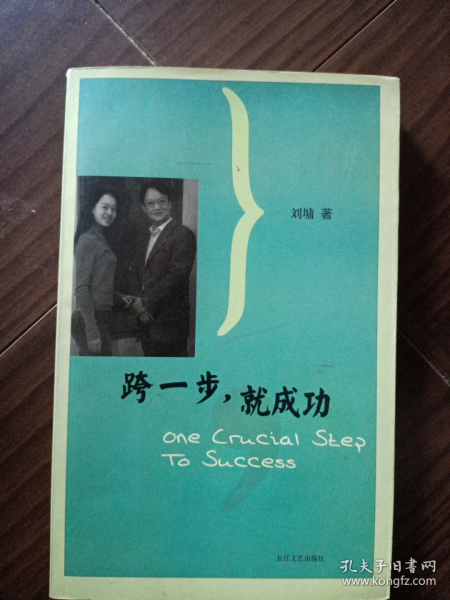 刘墉 著
跨一步，就成功
One Crucial Step
To Success
长江文艺出版社
孔夫子旧书网
www.kongfz.com